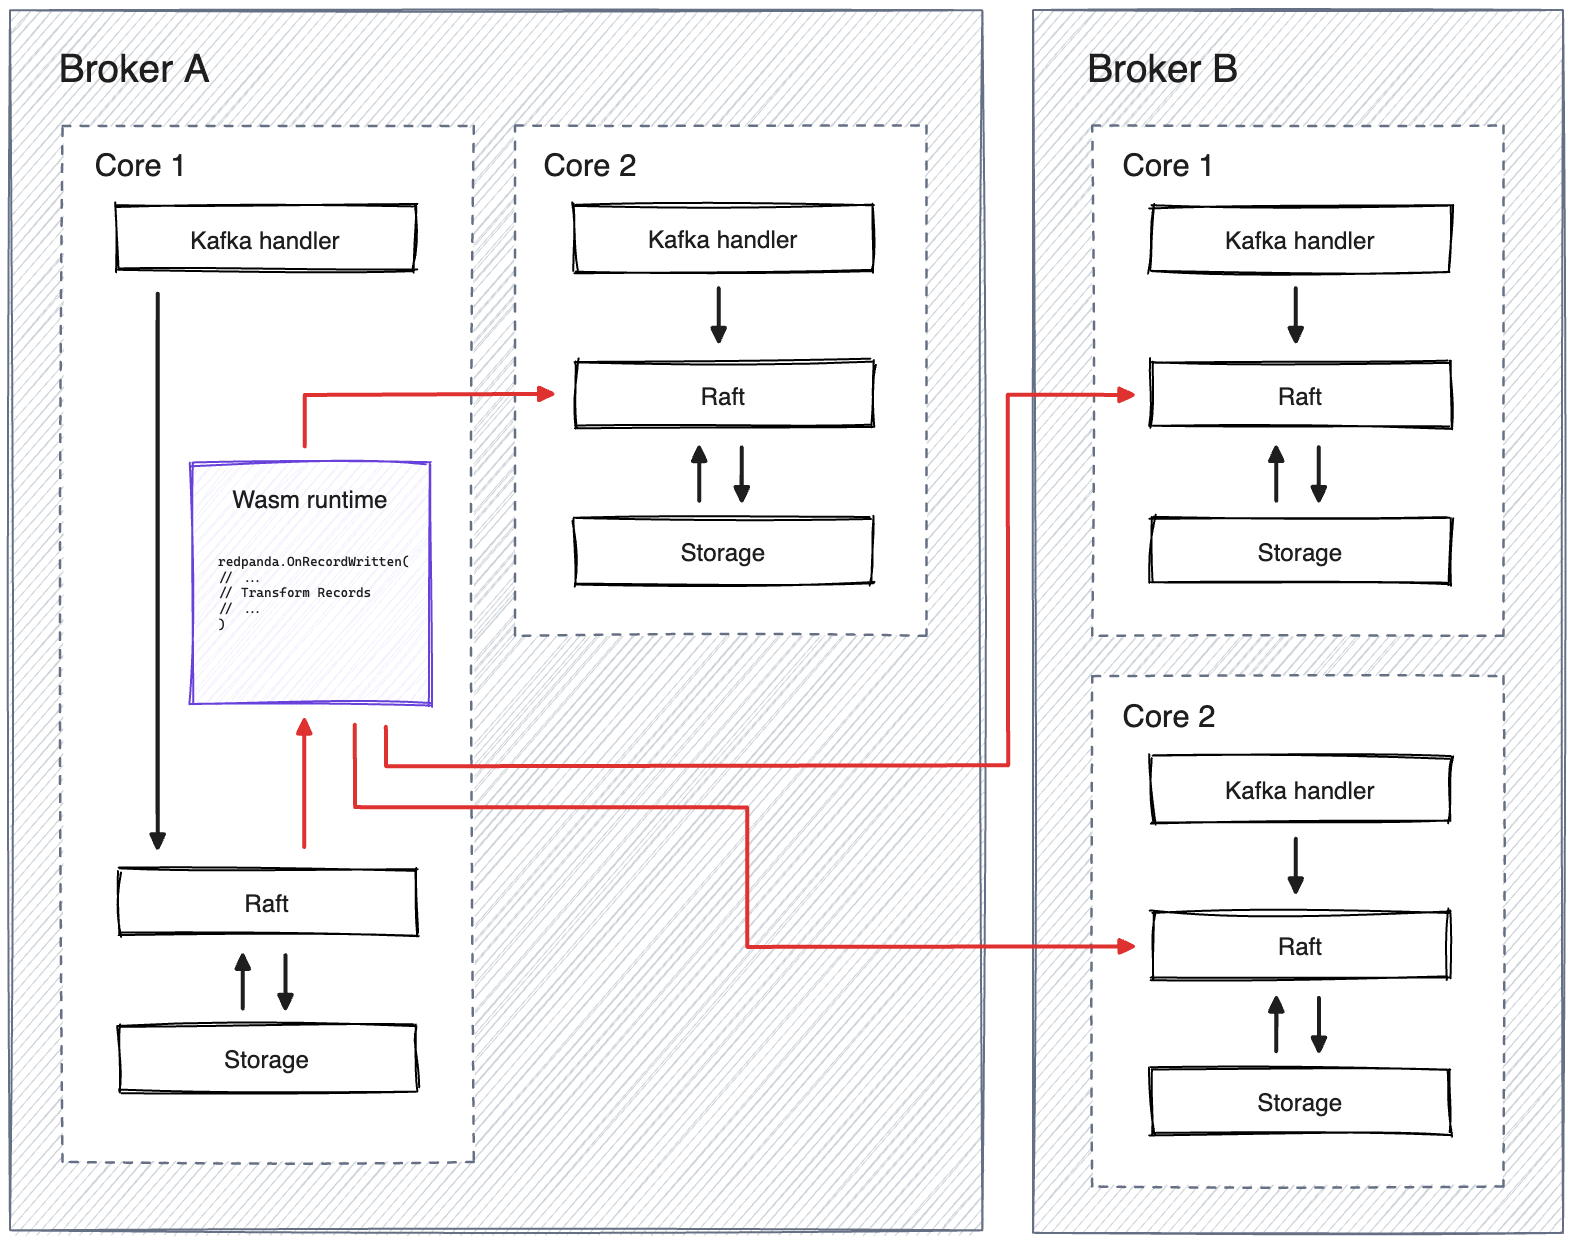 Broker A
Core 1
Kafka handler
Wasm runtime
redpanda.OnRecordWritten(
// ...
// Transform Records
// ...
)
Raft
Storage
Core 2
Kafka handler
Raft
Storage
Broker B
Core 1
Kafka handler
Raft
Storage
Core 2
Kafka handler
Raft
Storage